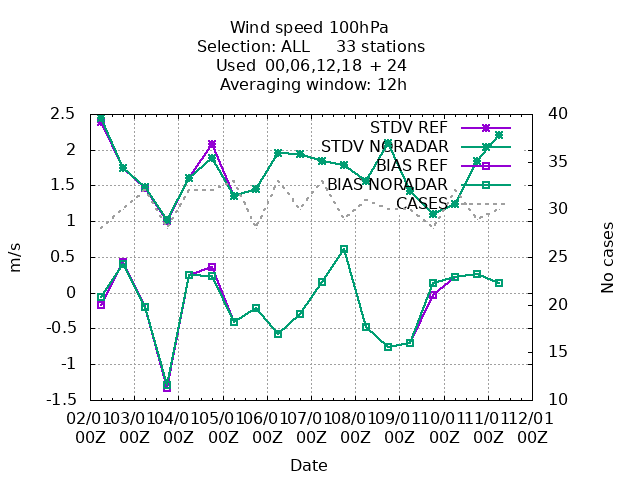 Wind speed 100hPa
Selection: ALL 33 stations
Used 00,06,12,18 + 24
Averaging window: 12h
2.5
2
1.5
1
0.5
0
-0.5
-1
-1.5
m/s
40
35
30
25
20
15
10
No cases
STDV REF
STDV NORADAR
BIAS REF
BIAS NORADAR
CASES
02/01 03/01 04/01 05/01 06/01 07/01 08/01 09/01 10/01 11/01 12/01
00Z 00Z 00Z 00Z 00Z 00Z 00Z 00Z 00Z 00Z 00Z
Date